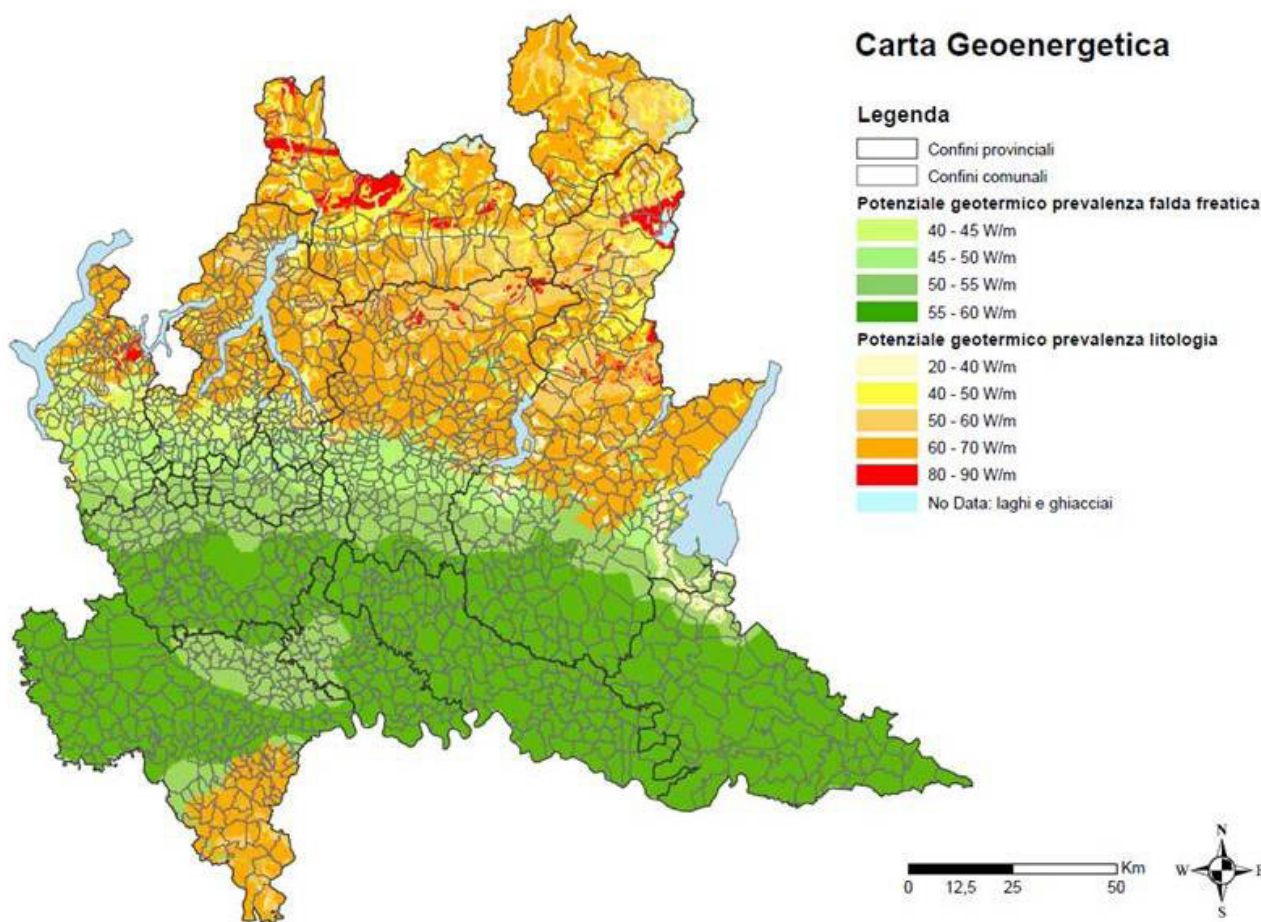 Carta Geoenergetica
Legenda
Confini provinciali
Confini comunali
Potenziale geotermico prevalenza falda freatica
40 - 45 W/m
45 - 50 W/m
50 - 55 W/m
55 - 60 W/m
Potenziale geotermico prevalenza litologia
20 - 40 W/m
40 - 50 W/m
50 - 60 W/m
60 - 70 W/m
80 - 90 W/m
No Data: laghi e ghiacciai
N
W E
S
Km
0 12,5 25 50